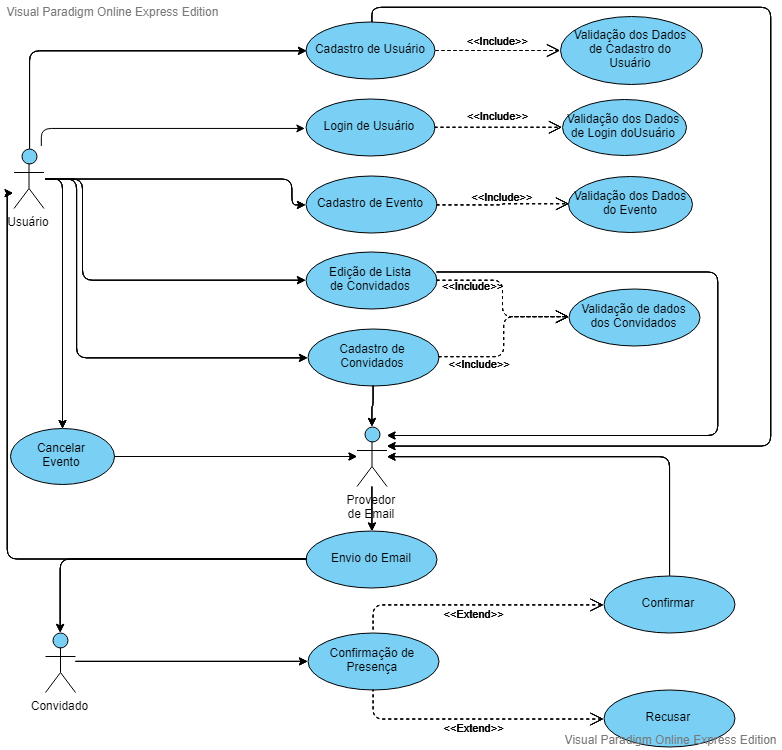 Visual Paradigm Online Express Edition
Cadastro de Usuário
<<Include>>
Validação dos Dados
de Cadastro do
Usuário
Login de Usuário
<<Include>>
Validação dos Dados
de Login doUsuário
Usuário
Cadastro de Evento
<<Include>>
Validação dos Dados
do Evento
Edição de Lista
de Convidados
<<Include>>
Validação de dados
dos Convidados
Cadastro de
Convidados
<<Include>>
Cancelar
Evento
Provedor
de Email
Envio do Email
Confirmar
<<Extend>>
Confirmação de
Presença
Convidado
<<Extend>>
Recusar
Visual Paradigm Online Express Edition